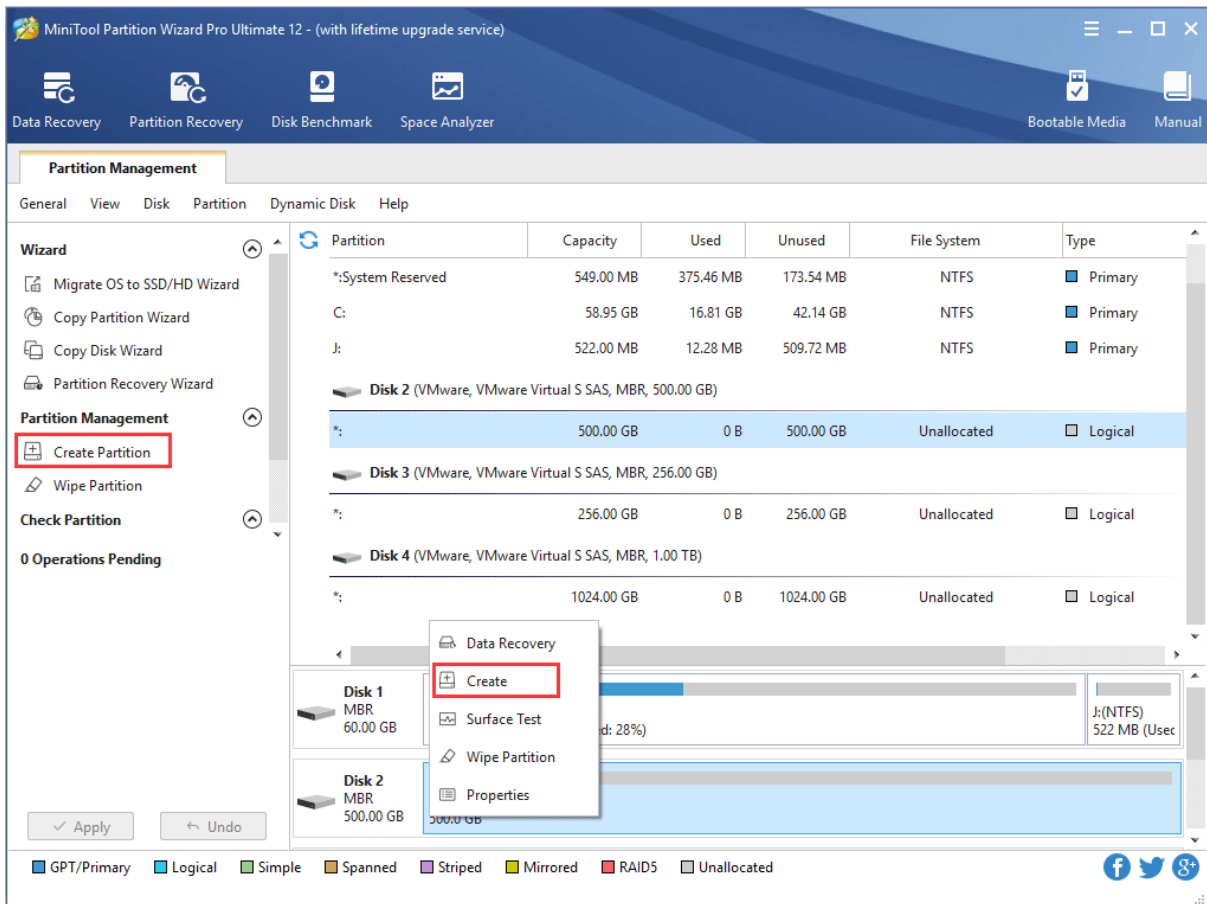 MiniTool Partition Wizard Pro Ultimate 12 - (with lifetime upgrade service)
Data Recovery Partition Recovery Disk Benchmark Space Analyzer Bootable Media Manual
Partition Management
General View Disk Partition Dynamic Disk Help
Wizard
Migrate OS to SSD/HD Wizard
Copy Partition Wizard
Copy Disk Wizard
Partition Recovery Wizard
Partition Management
Create Partition
Wipe Partition
Check Partition
0 Operations Pending
Apply Undo
Partition Capacity Used Unused File System Type
*:System Reserved 549.00 MB 375.46 MB 173.54 MB NTFS Primary
C: 58.95 GB 16.81 GB 42.14 GB NTFS Primary
J: 522.00 MB 12.28 MB 509.72 MB NTFS Primary
Disk 2 (VMware, VMware Virtual S SAS, MBR, 500.00 GB)
*: 500.00 GB 0 B 500.00 GB Unallocated Logical
Disk 3 (VMware, VMware Virtual S SAS, MBR, 256.00 GB)
*: 256.00 GB 0 B 256.00 GB Unallocated Logical
Disk 4 (VMware, VMware Virtual S SAS, MBR, 1.00 TB)
*: 1024.00 GB 0 B 1024.00 GB Unallocated Logical
Data Recovery
Create
Surface Test
Wipe Partition
Properties
Disk 1
MBR
60.00 GB
d: 28%)
J:(NTFS)
522 MB (Usec
Disk 2
MBR
500.00 GB
500.0 GB
GPT/Primary Logical Simple Spanned Striped Mirrored RAID5 Unallocated